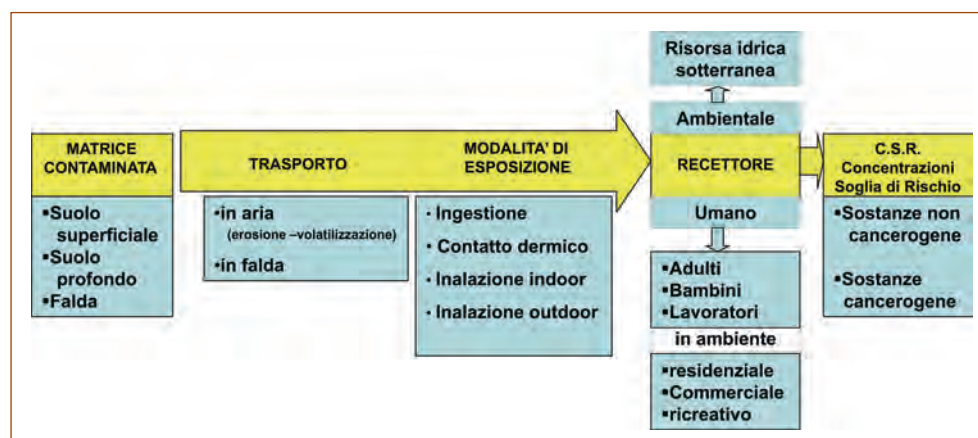 MATRICE
CONTAMINATA
▪Suolo
superficiale
▪Suolo
profondo
▪Falda
TRASPORTO
▪in aria
(erosione –volatilizzazione)
▪in falda
MODALITA' DI
ESPOSIZIONE
· Ingestione
· Contatto dermico
· Inalazione indoor
· Inalazione outdoor
Risorsa idrica
sotterranea
Ambientale
RECETTORE
Umano
▪Adulti
▪Bambini
▪Lavoratori
in ambiente
▪residenziale
▪Commerciale
▪ricreativo
C.S.R.
Concentrazioni
Soglia di Rischio
▪Sostanze non
cancerogene
▪Sostanze
cancerogene